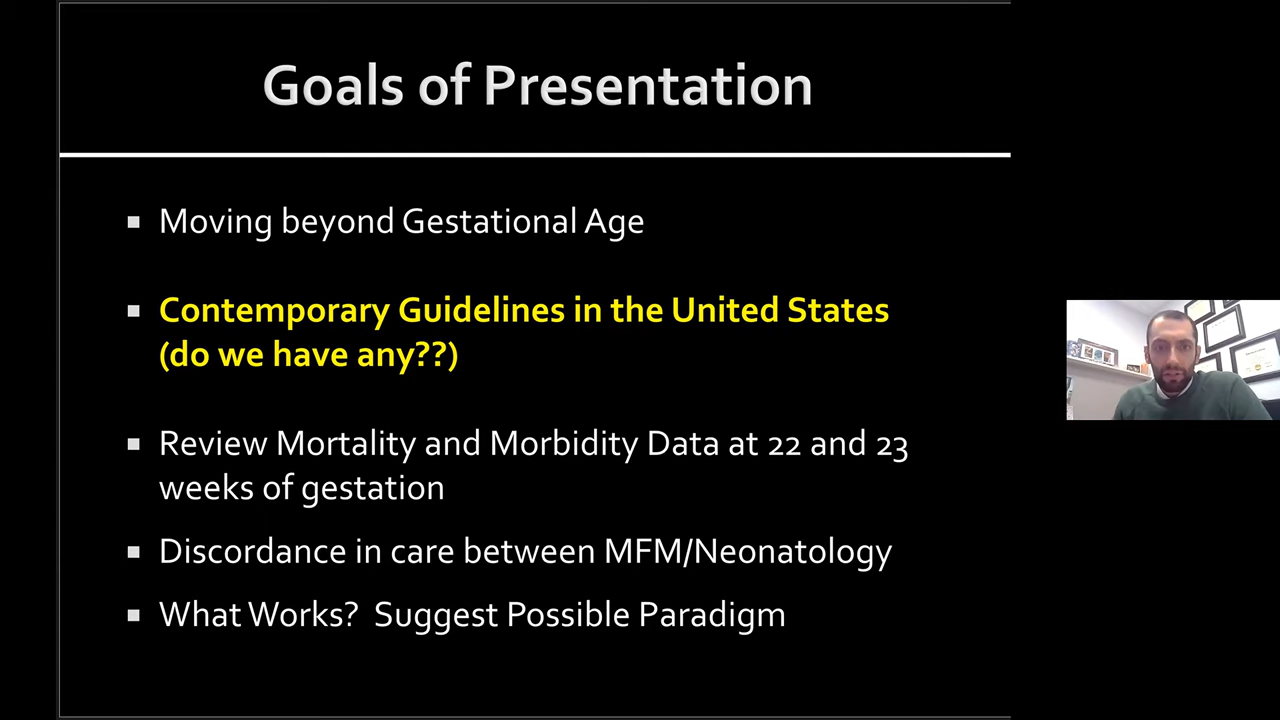 Goals of Presentation
Moving beyond Gestational Age
Contemporary Guidelines in the United States
(do we have any??)
Review Mortality and Morbidity Data at 22 and 23
weeks of gestation
Discordance in care between MFM/Neonatology
What Works? Suggest Possible Paradigm